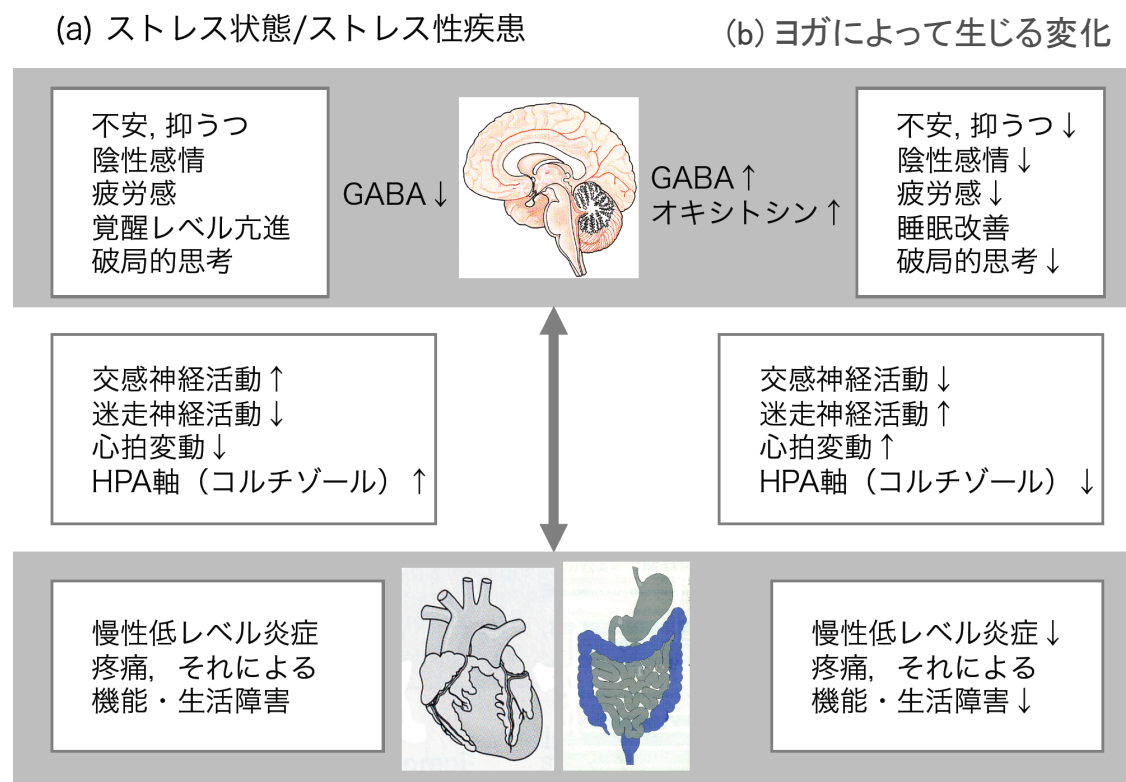 (a) ストレス状態/ストレス性疾患
(b) ヨガによって生じる変化
不安, 抑うつ
陰性感情
疲労感
覚醒レベル亢進
破局的思考
GABA↓
GABA↑
オキシトシン↑
不安, 抑うつ↓
陰性感情↓
疲労感↓
睡眠改善
破局的思考↓
交感神経活動↑
迷走神経活動↓
心拍変動↓
HPA軸（コルチゾール）↑
交感神経活動↓
迷走神経活動↑
心拍変動↑
HPA軸（コルチゾール）↓
慢性低レベル炎症
疼痛, それによる
機能・生活障害
慢性低レベル炎症↓
疼痛, それによる
機能・生活障害↓